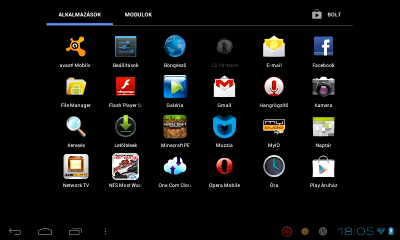 ALKALMAZÁSOK MODULOK BOLT
avast! Mobile Beállítások Böngésző CS Portable E-mail Facebook
File Manager Flash Player S Galéria Gmail Hangrögzítő Kamera
Keresés Letöltések Minecraft PE Muzzia MyID Naptár
Network TV NFS Most Wan One.Com Clou Opera Mobile Óra Play Áruház
18:05